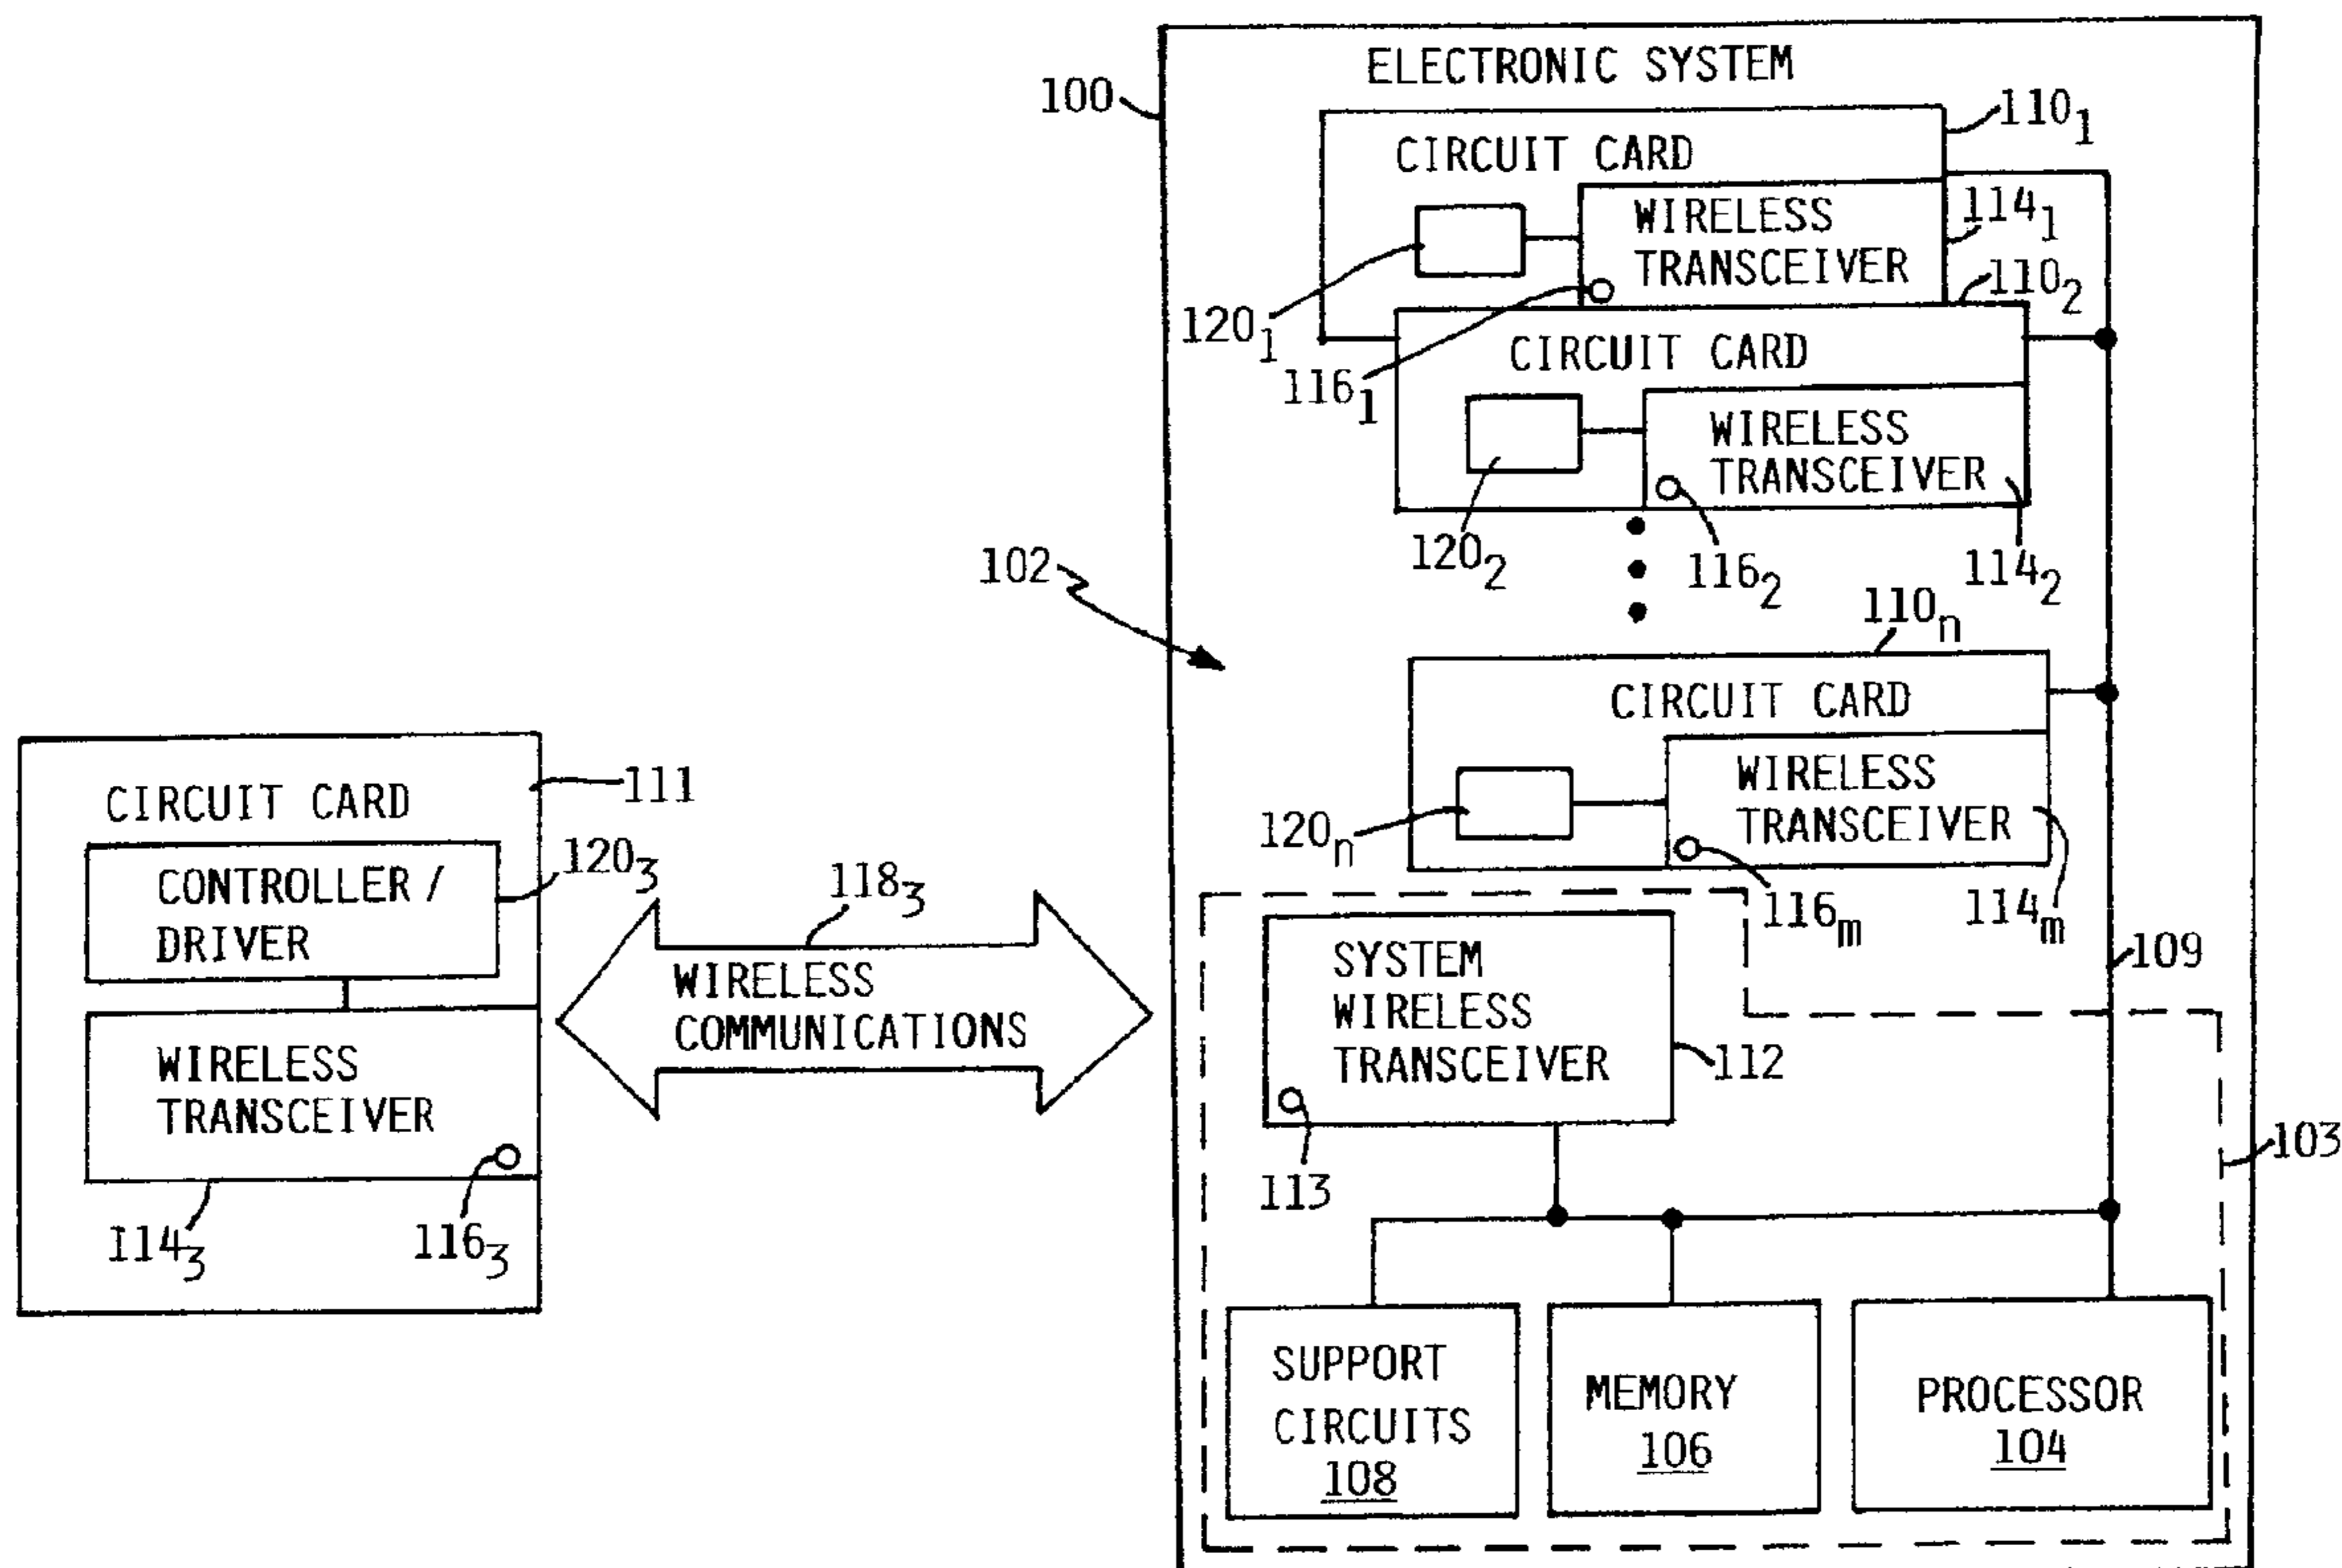 ELECTRONIC SYSTEM
100
110₁
CIRCUIT CARD
WIRELESS
TRANSCEIVER
114₁
120₁
116₁
110₂
CIRCUIT CARD
WIRELESS
TRANSCEIVER
120₂
116₂
114₂
102
110ₙ
CIRCUIT CARD
WIRELESS
TRANSCEIVER
120ₙ
116ₘ
114ₘ
109
CIRCUIT CARD
111
CONTROLLER /
DRIVER
120₃
WIRELESS
TRANSCEIVER
114₃
116₃
118₃
WIRELESS
COMMUNICATIONS
SYSTEM
WIRELESS
TRANSCEIVER
112
113
103
SUPPORT
CIRCUITS
108
MEMORY
106
PROCESSOR
104